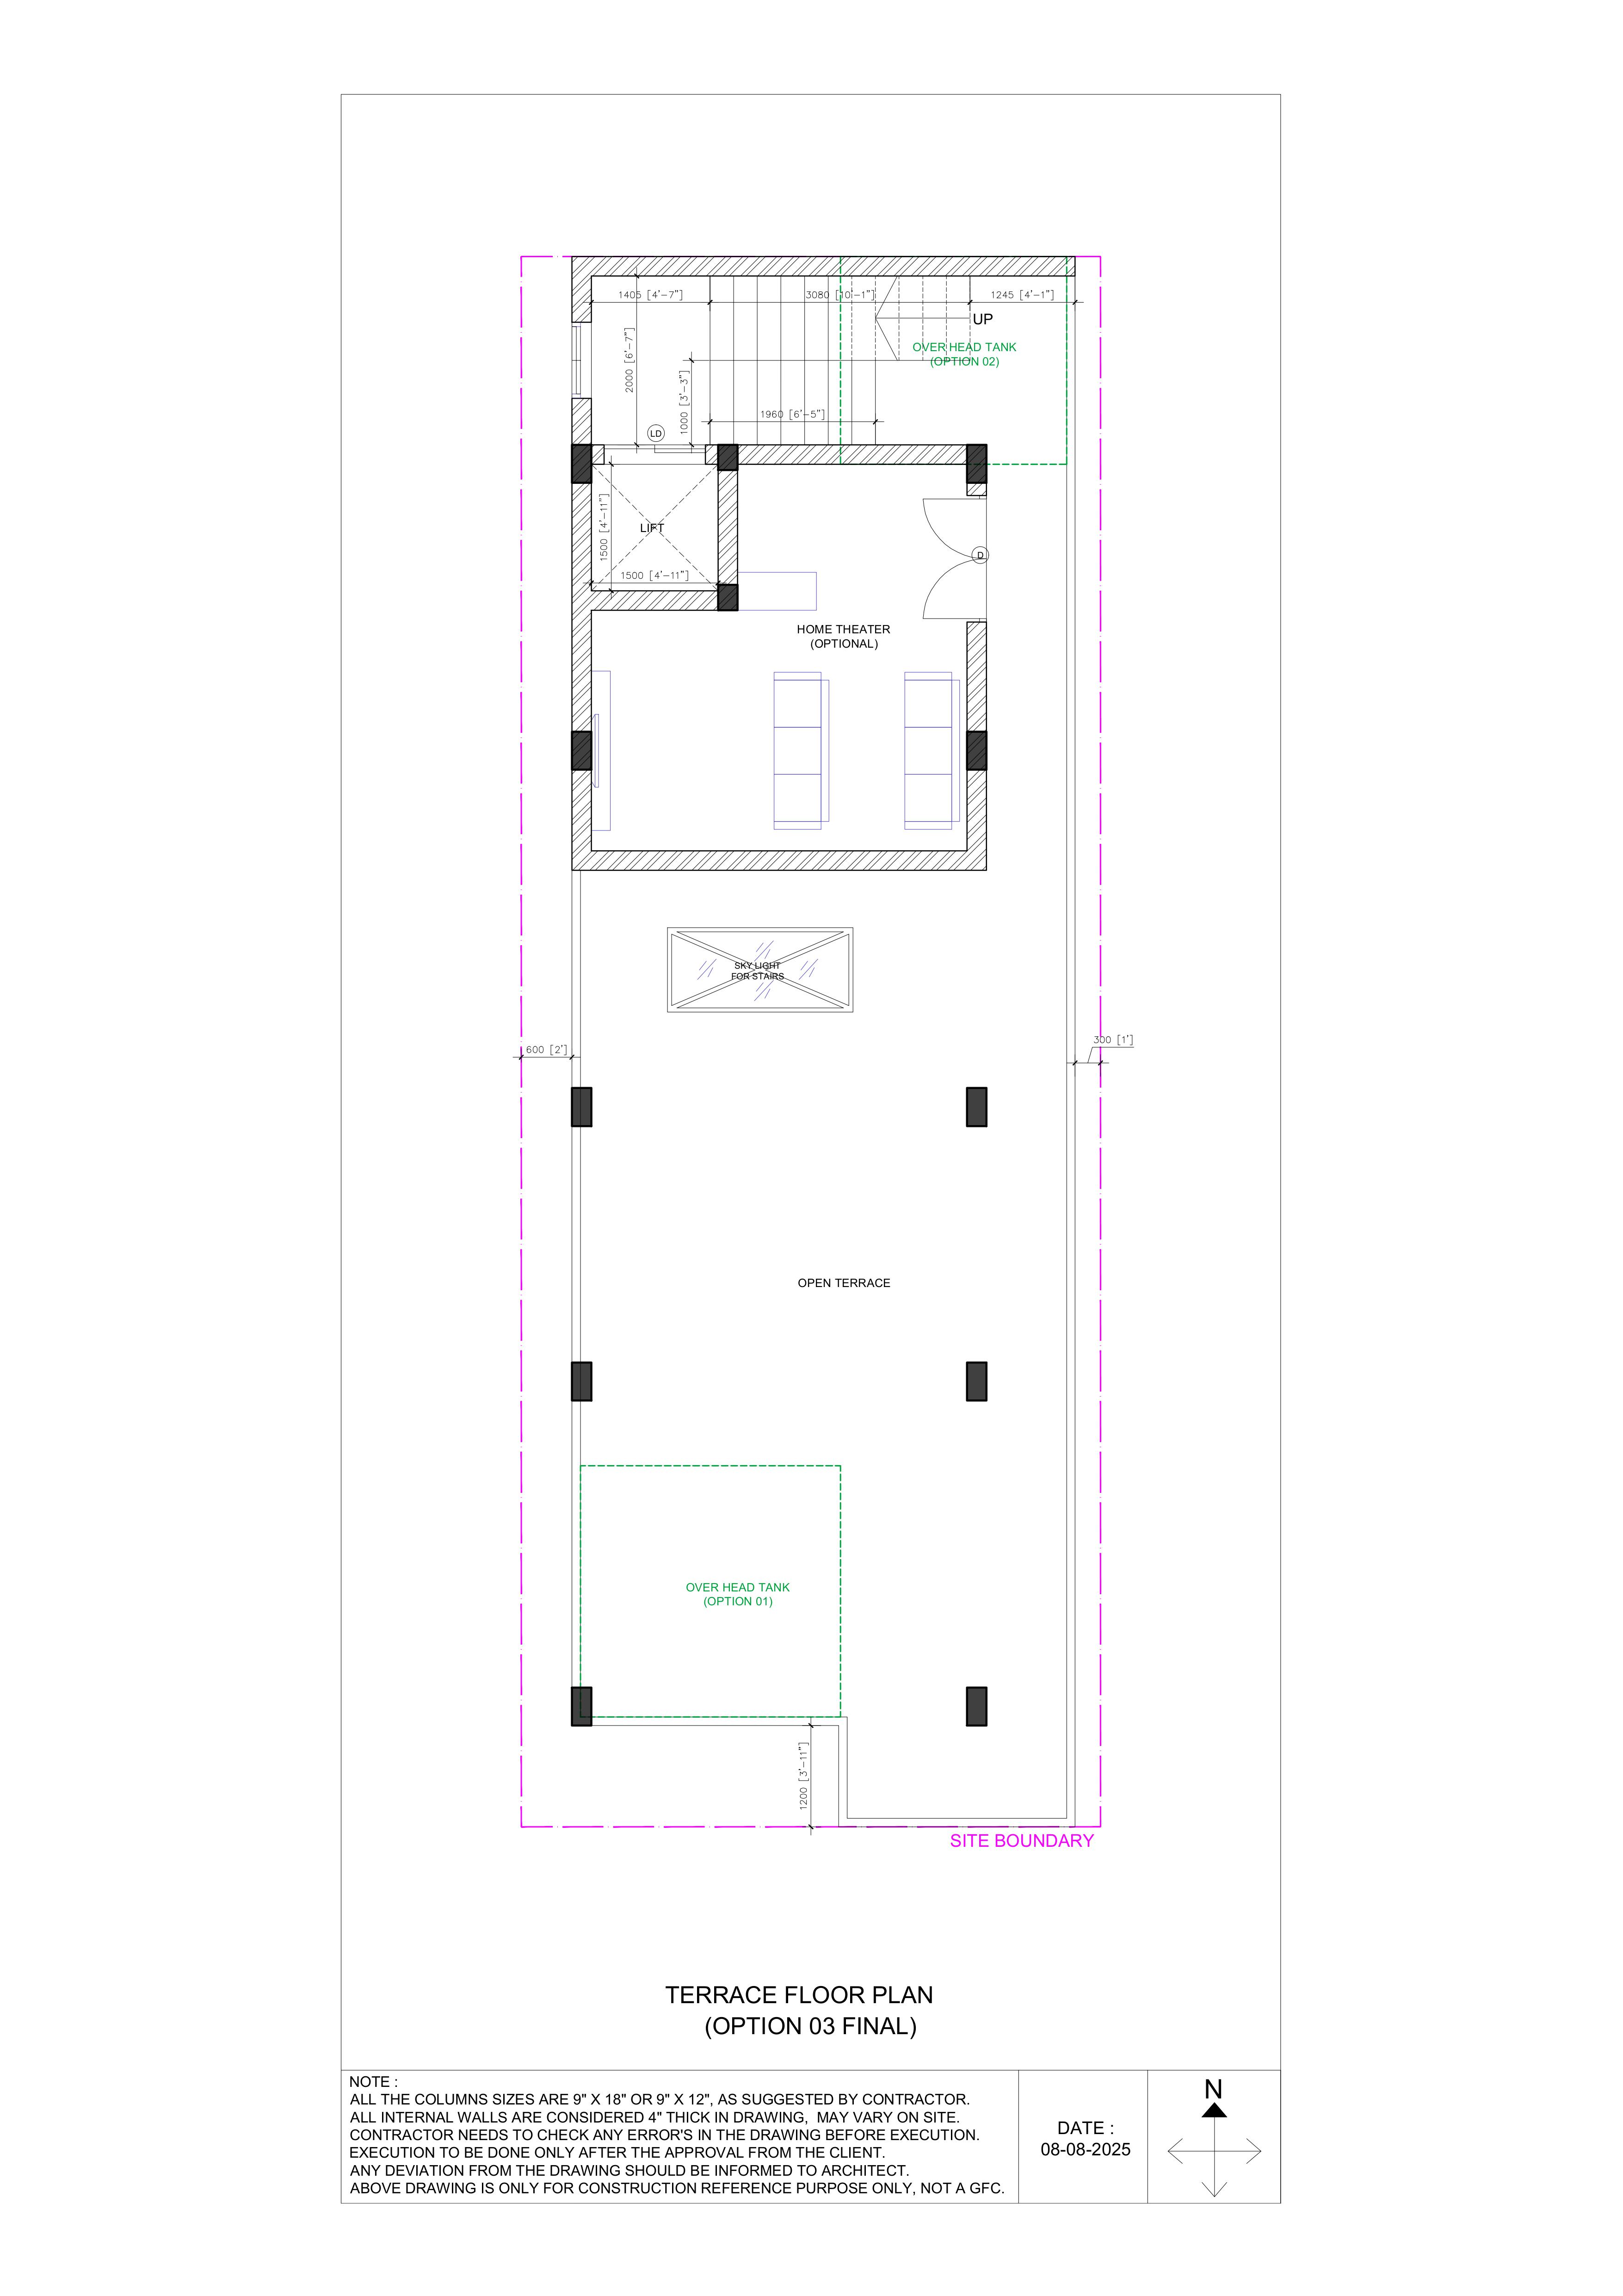 1405 [4'-7"]
3080 [10'-1"]
1245 [4'-1"]
UP
OVER HEAD TANK
(OPTION 02)
2000 [6'-7"]
1000 [3'-3"]
1960 [6'-5"]
LD
LIFT
1500 [4'-11"]
1500 [4'-11"]
D
HOME THEATER
(OPTIONAL)
SKY LIGHT
FOR STAIRS
600 [2']
300 [1']
OPEN TERRACE
OVER HEAD TANK
(OPTION 01)
1200 [3'-11"]
SITE BOUNDARY
TERRACE FLOOR PLAN
(OPTION 03 FINAL)
NOTE :
ALL THE COLUMNS SIZES ARE 9" X 18" OR 9" X 12", AS SUGGESTED BY CONTRACTOR.
ALL INTERNAL WALLS ARE CONSIDERED 4" THICK IN DRAWING, MAY VARY ON SITE.
CONTRACTOR NEEDS TO CHECK ANY ERROR'S IN THE DRAWING BEFORE EXECUTION.
EXECUTION TO BE DONE ONLY AFTER THE APPROVAL FROM THE CLIENT.
ANY DEVIATION FROM THE DRAWING SHOULD BE INFORMED TO ARCHITECT.
ABOVE DRAWING IS ONLY FOR CONSTRUCTION REFERENCE PURPOSE ONLY, NOT A GFC.
DATE :
08-08-2025
N